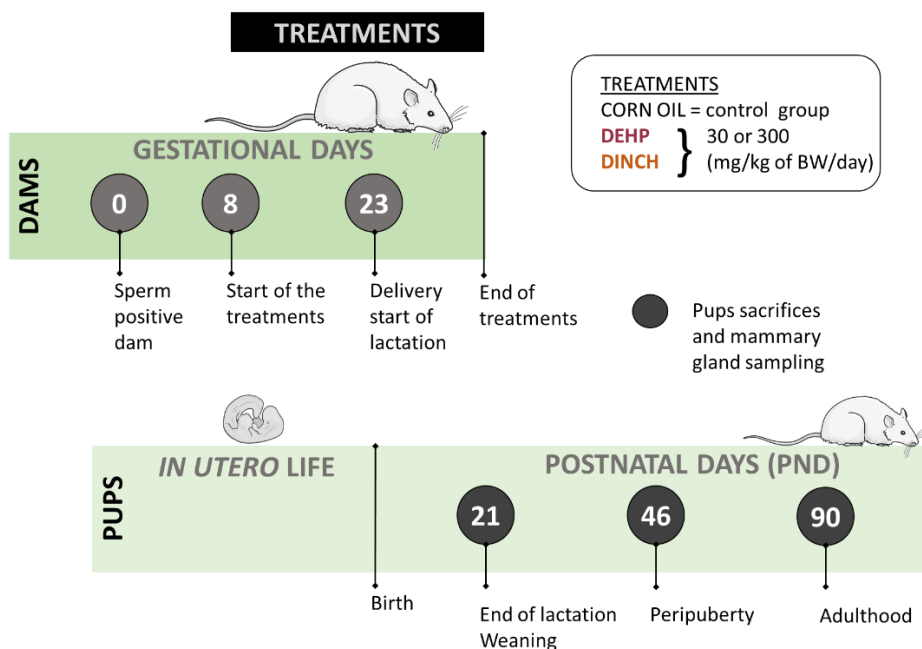 TREATMENTS
TREATMENTS
CORN OIL = control group
DEHP
DINCH
}
30 or 300
(mg/kg of BW/day)
DAMS
GESTATIONAL DAYS
0
8
23
Sperm
positive
dam
Start of the
treatments
Delivery
start of
lactation
End of
treatments
Pups sacrifices
and mammary
gland sampling
PUPS
IN UTERO LIFE
POSTNATAL DAYS (PND)
21
46
90
Birth
End of lactation
Weaning
Peripuberty
Adulthood